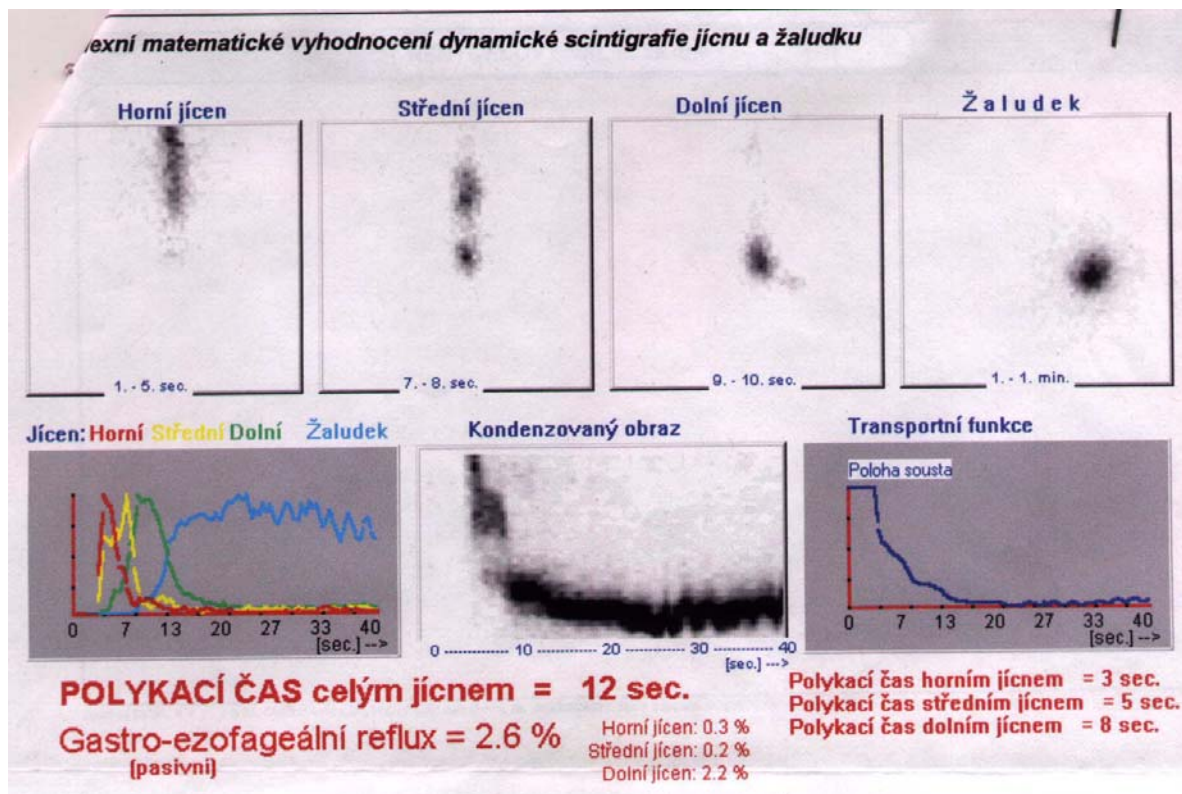 matematické vyhodnocení dynamické scintigrafie jícnu a žaludku
Horní jícen
Střední jícen
Dolní jícen
Žaludek
1. - 5. sec.
7. - 8. sec.
9. - 10. sec.
1. - 1. min.
Jícen: Horní Střední Dolní Žaludek
Kondenzovaný obraz
Transportní funkce
Poloha sousta
0 7 13 20 27 33 40
[sec.] -->
0 ------------ 10 ------------ 20 ------------ 30 ------------ 40
[sec.] --->
0 7 13 20 27 33 40
[sec.] -->
POLYKACÍ ČAS celým jícnem = 12 sec.
Gastro-ezofageální reflux = 2.6 %
(pasivni)
Horní jícen: 0.3 %
Střední jícen: 0.2 %
Dolní jícen: 2.2 %
Polykací čas horním jícnem = 3 sec.
Polykací čas středním jícnem = 5 sec.
Polykací čas dolním jícnem = 8 sec.